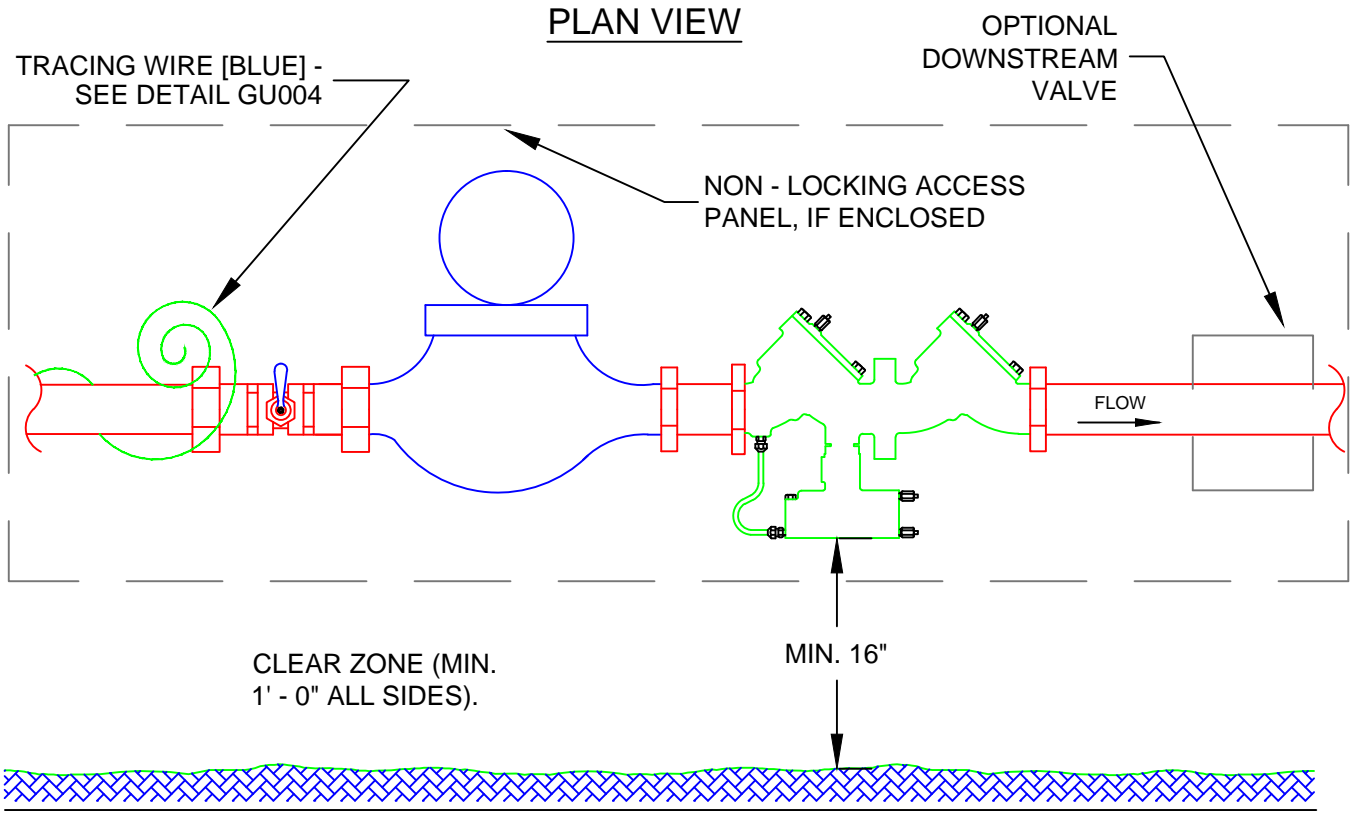 PLAN VIEW
TRACING WIRE [BLUE] -
SEE DETAIL GU004
OPTIONAL
DOWNSTREAM
VALVE
NON - LOCKING ACCESS
PANEL, IF ENCLOSED
FLOW
CLEAR ZONE (MIN.
1' - 0" ALL SIDES).
MIN. 16"